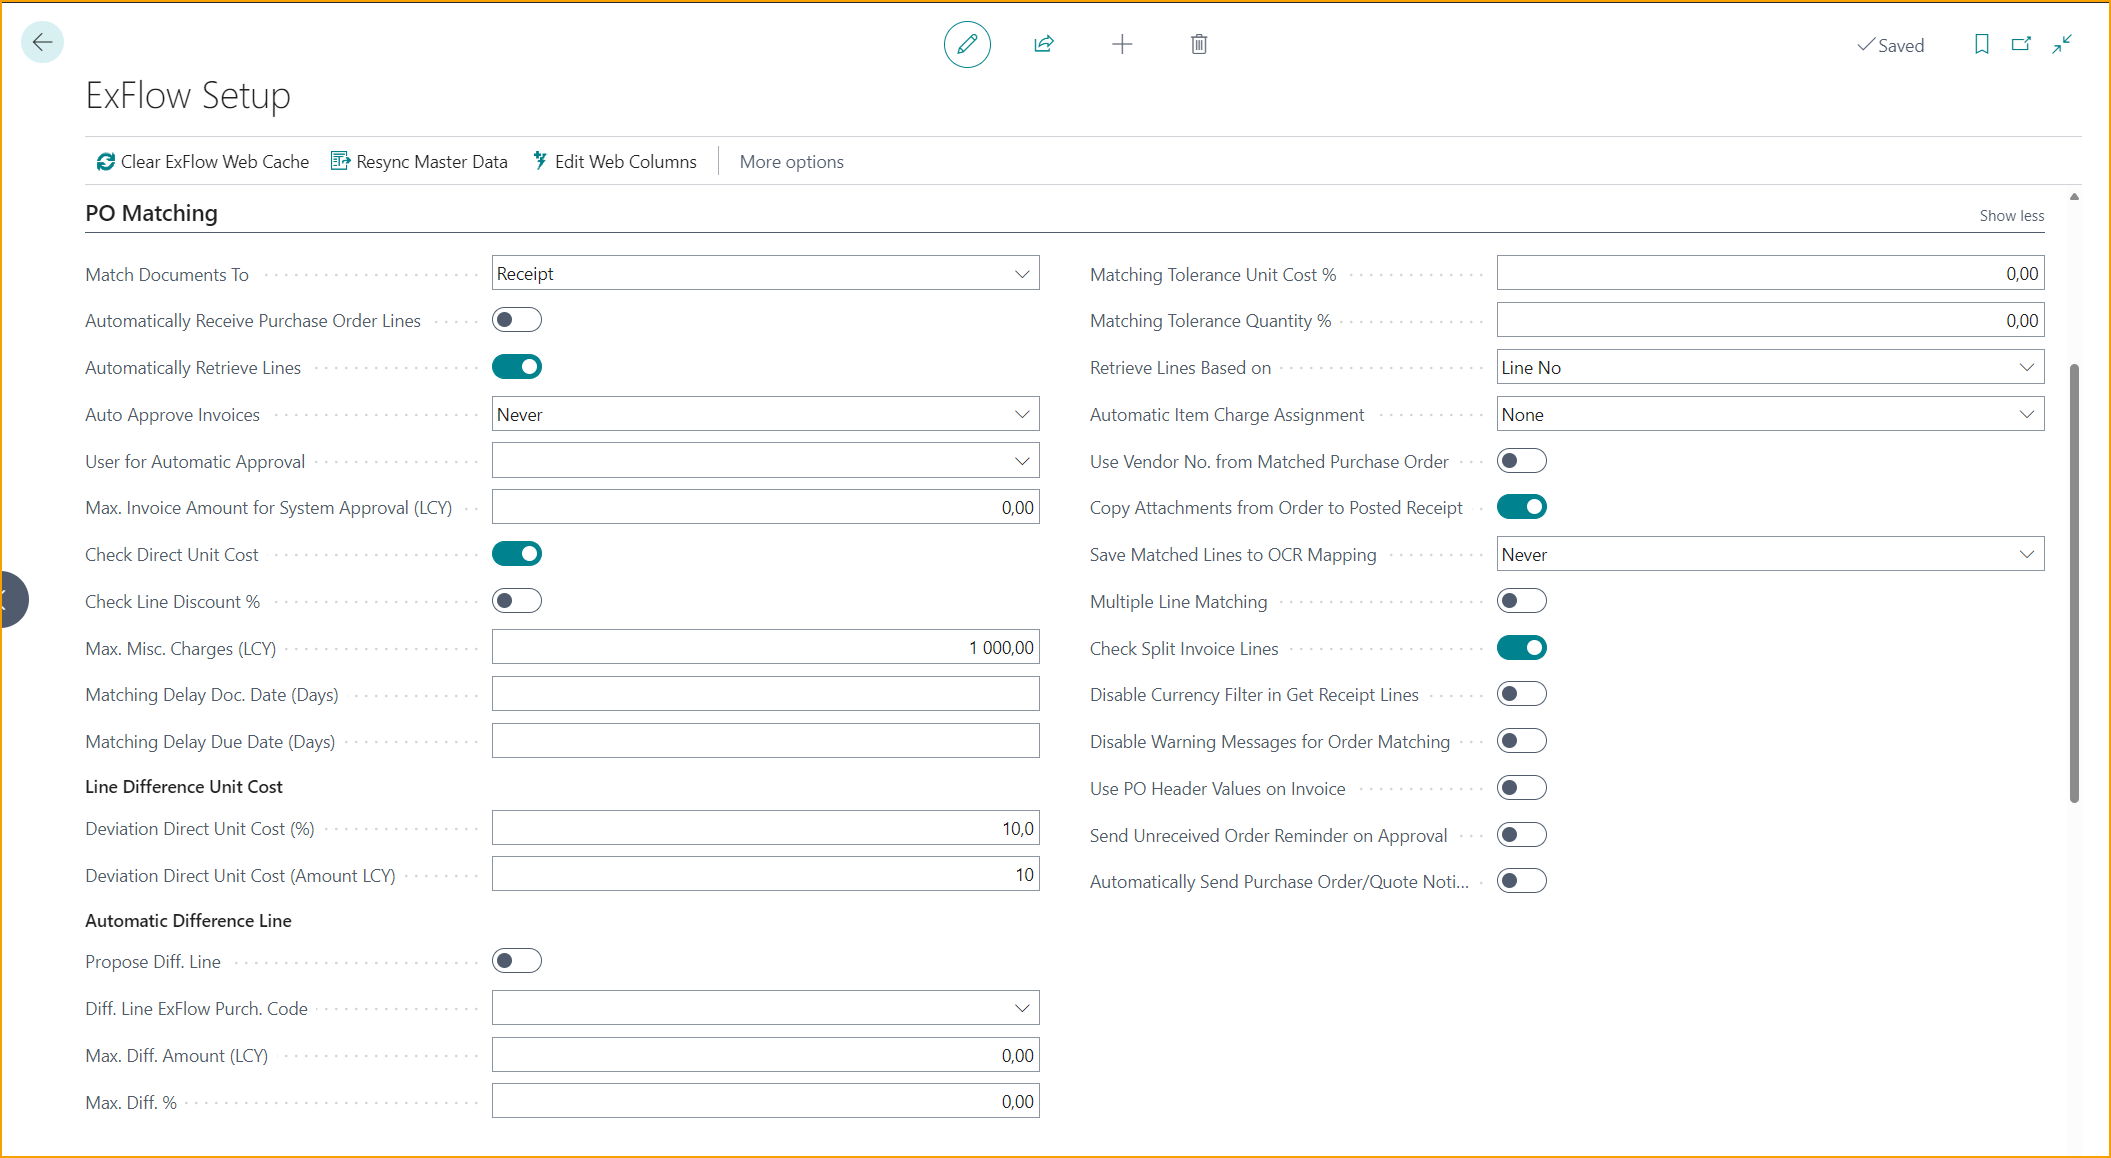 Saved
ExFlow Setup
Clear ExFlow Web Cache
Resync Master Data
Edit Web Columns
More options
PO Matching
Show less
Match Documents To
Receipt
Automatically Receive Purchase Order Lines
Automatically Retrieve Lines
Auto Approve Invoices
Never
User for Automatic Approval
Max. Invoice Amount for System Approval (LCY)
0,00
Check Direct Unit Cost
Check Line Discount %
Max. Misc. Charges (LCY)
1 000,00
Matching Delay Doc. Date (Days)
Matching Delay Due Date (Days)
Line Difference Unit Cost
Deviation Direct Unit Cost (%)
10,0
Deviation Direct Unit Cost (Amount LCY)
10
Automatic Difference Line
Propose Diff. Line
Diff. Line ExFlow Purch. Code
Max. Diff. Amount (LCY)
0,00
Max. Diff. %
0,00
Matching Tolerance Unit Cost %
0,00
Matching Tolerance Quantity %
0,00
Retrieve Lines Based on
Line No
Automatic Item Charge Assignment
None
Use Vendor No. from Matched Purchase Order
Copy Attachments from Order to Posted Receipt
Save Matched Lines to OCR Mapping
Never
Multiple Line Matching
Check Split Invoice Lines
Disable Currency Filter in Get Receipt Lines
Disable Warning Messages for Order Matching
Use PO Header Values on Invoice
Send Unreceived Order Reminder on Approval
Automatically Send Purchase Order/Quote Noti...